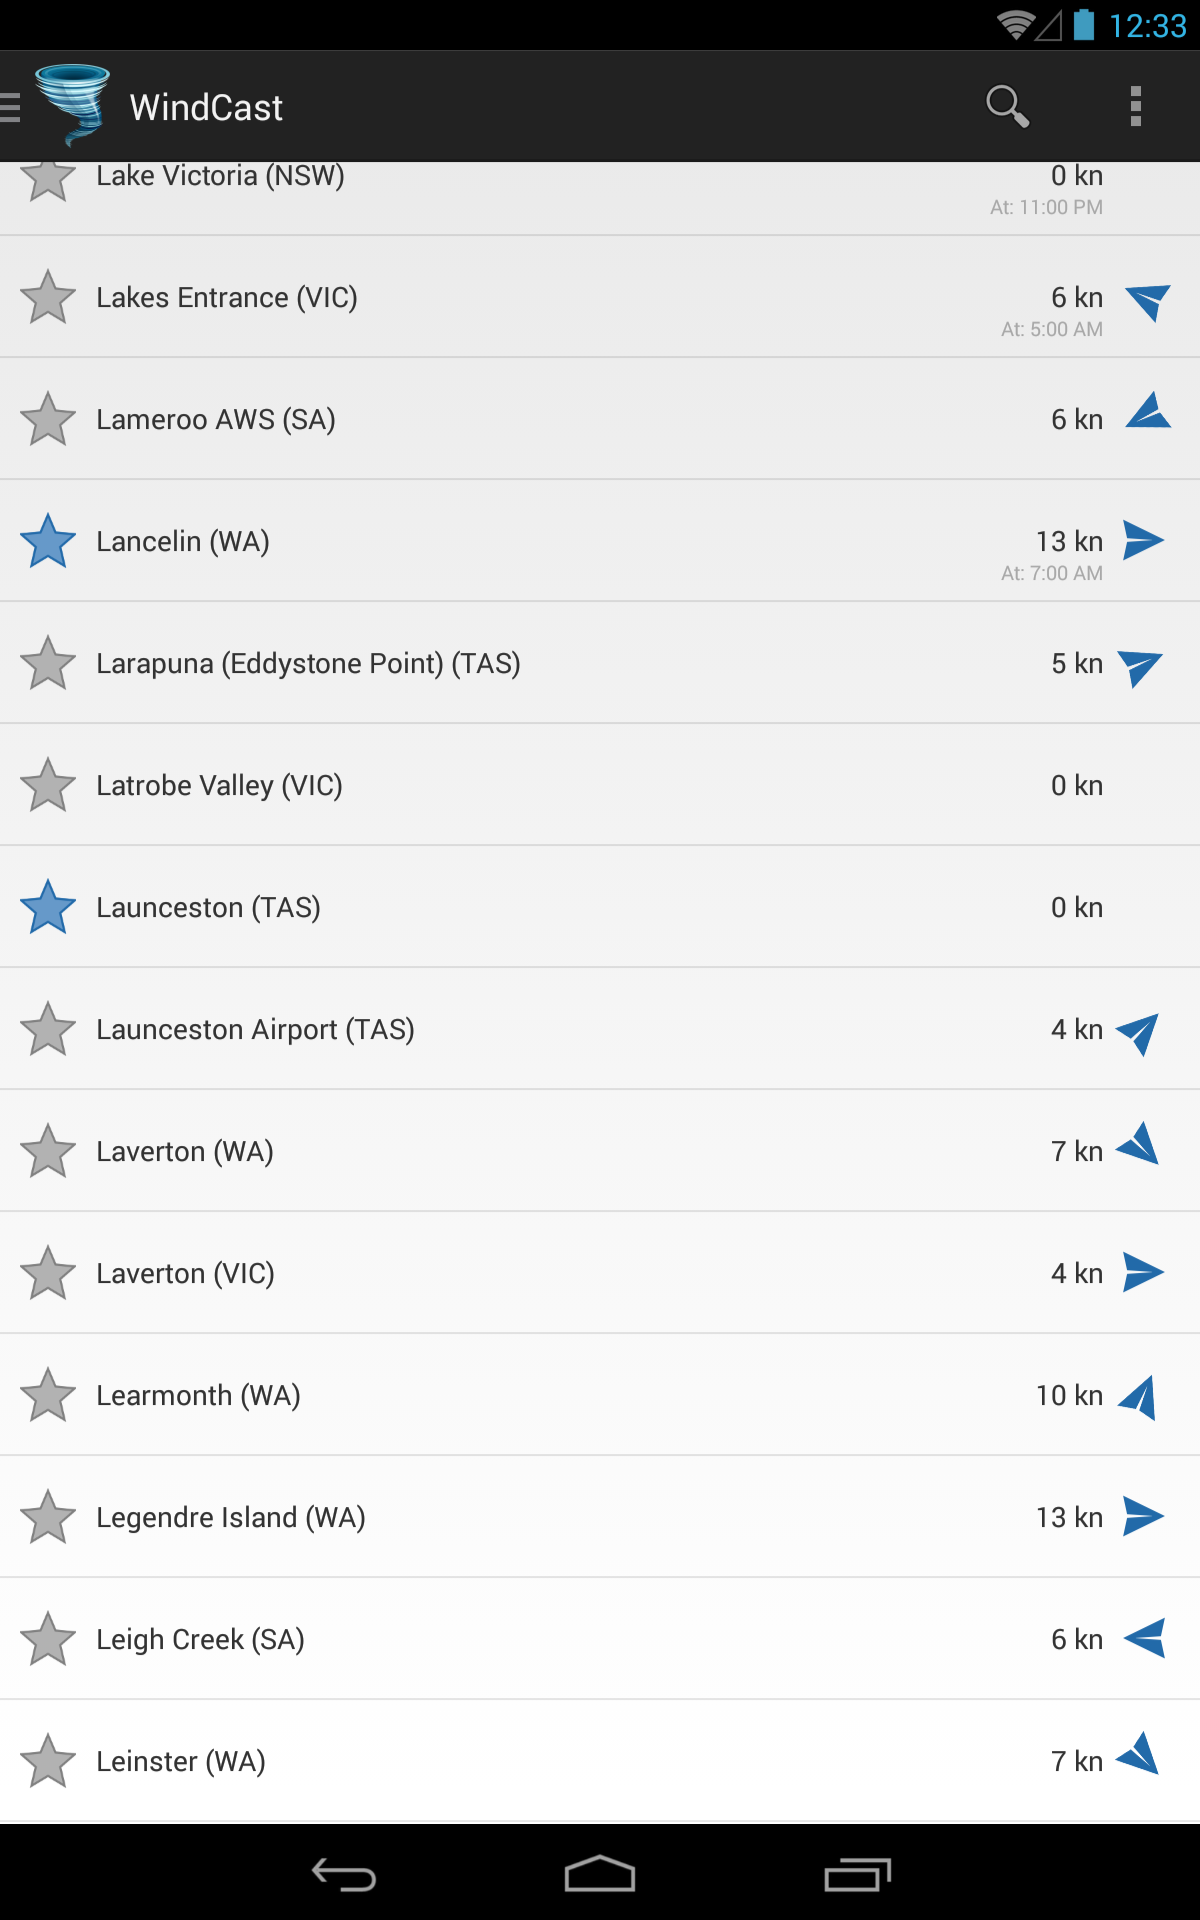 12:33
WindCast
Lake Victoria (NSW) 0 kn
At: 11:00 PM
Lakes Entrance (VIC) 6 kn
At: 5:00 AM
Lameroo AWS (SA) 6 kn
Lancelin (WA) 13 kn
At: 7:00 AM
Larapuna (Eddystone Point) (TAS) 5 kn
Latrobe Valley (VIC) 0 kn
Launceston (TAS) 0 kn
Launceston Airport (TAS) 4 kn
Laverton (WA) 7 kn
Laverton (VIC) 4 kn
Learmonth (WA) 10 kn
Legendre Island (WA) 13 kn
Leigh Creek (SA) 6 kn
Leinster (WA) 7 kn